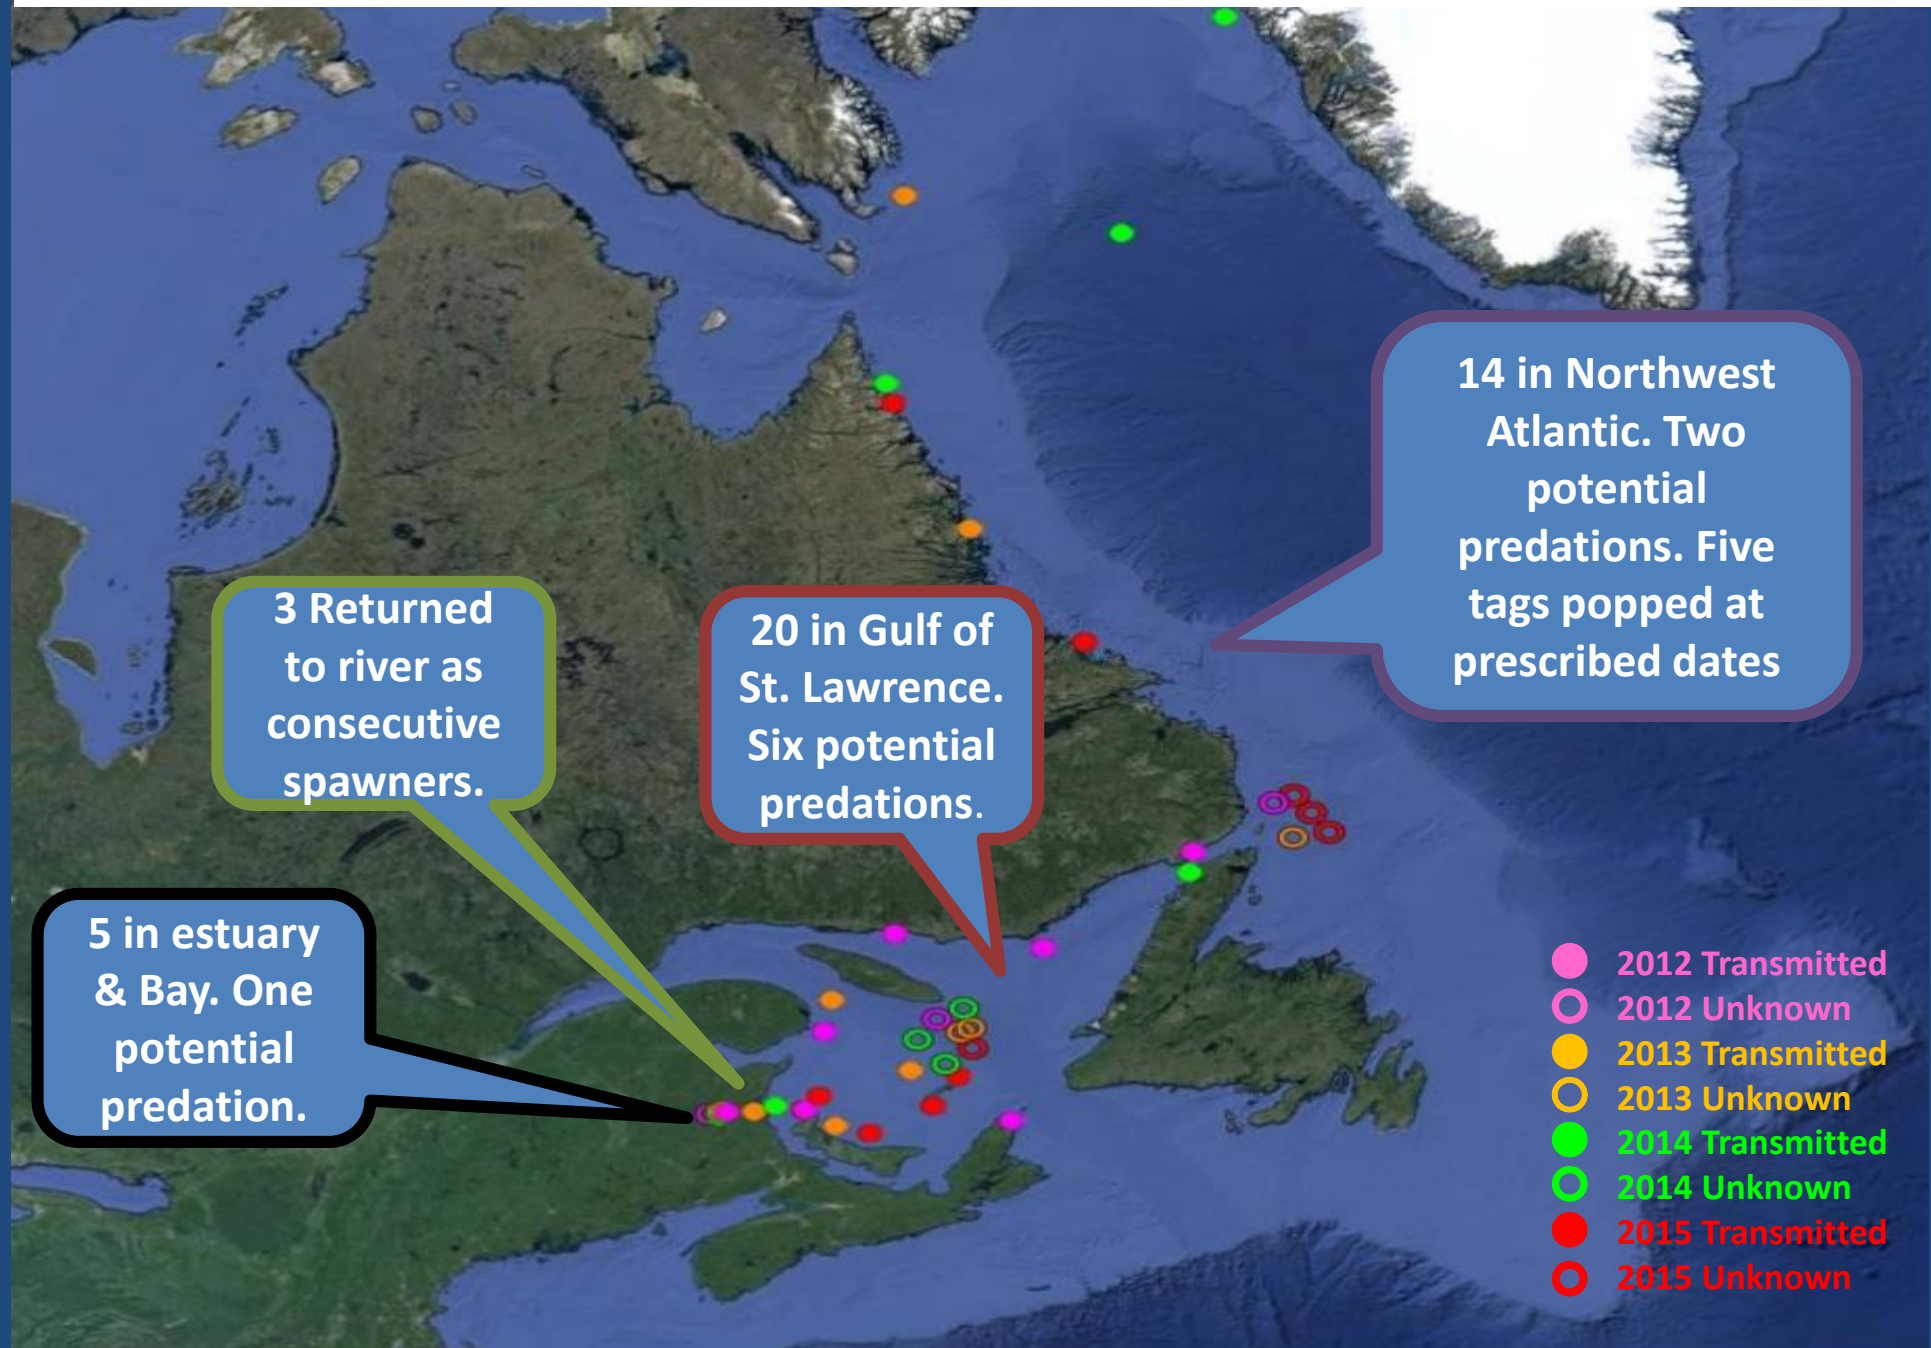 14 in Northwest
Atlantic. Two
potential
predations. Five
tags popped at
prescribed dates
3 Returned
to river as
consecutive
spawners.
20 in Gulf of
St. Lawrence.
Six potential
predations.
5 in estuary
& Bay. One
potential
predation.
2012 Transmitted
2012 Unknown
2013 Transmitted
2013 Unknown
2014 Transmitted
2014 Unknown
2015 Transmitted
2015 Unknown